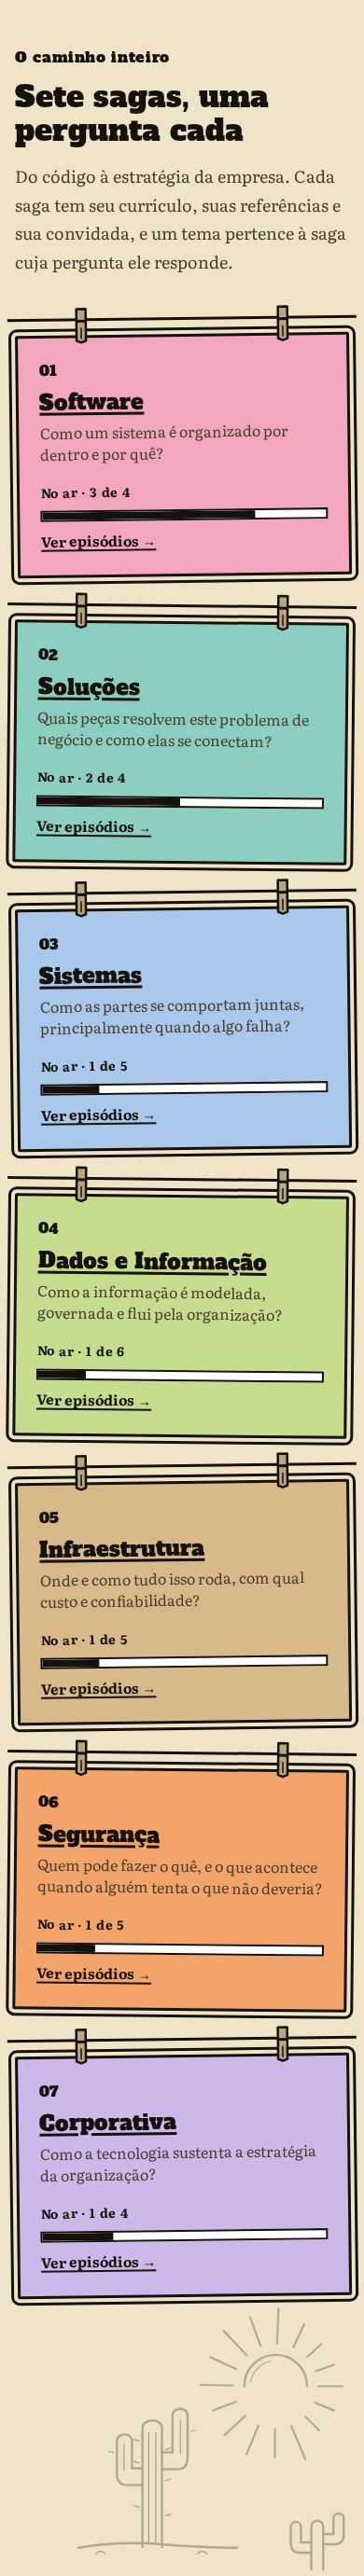 O caminho inteiro
Sete sagas, uma
pergunta cada
Do código à estratégia da empresa. Cada
saga tem seu currículo, suas referências e
sua convidada, e um tema pertence à saga
cuja pergunta ele responde.
01
Software
Como um sistema é organizado por
dentro e por quê?
No ar · 3 de 4
Ver episódios →
02
Soluções
Quais peças resolvem este problema de
negócio e como elas se conectam?
No ar · 2 de 4
Ver episódios →
03
Sistemas
Como as partes se comportam juntas,
principalmente quando algo falha?
No ar · 1 de 5
Ver episódios →
04
Dados e Informação
Como a informação é modelada,
governada e flui pela organização?
No ar · 1 de 6
Ver episódios →
05
Infraestrutura
Onde e como tudo isso roda, com qual
custo e confiabilidade?
No ar · 1 de 5
Ver episódios →
06
Segurança
Quem pode fazer o quê, e o que acontece
quando alguém tenta o que não deveria?
No ar · 1 de 5
Ver episódios →
07
Corporativa
Como a tecnologia sustenta a estratégia
da organização?
No ar · 1 de 4
Ver episódios →